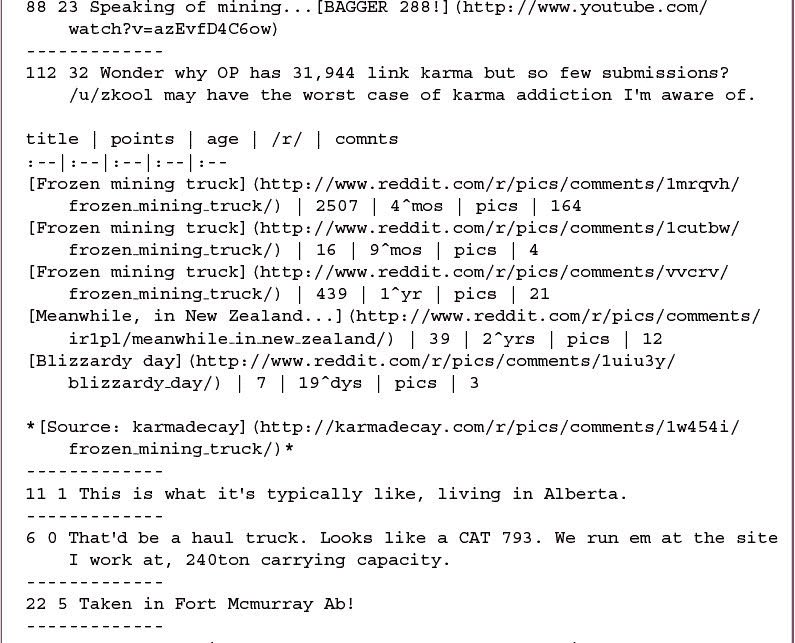 88 23 Speaking of mining...[BAGGER 288!](http://www.youtube.com/
watch?v=azEvfD4C6ow)
-------------
112 32 Wonder why OP has 31,944 link karma but so few submissions?
/u/zkool may have the worst case of karma addiction I'm aware of.
title | points | age | /r/ | comnts
:--|:--|:--|:--|:--
[Frozen mining truck](http://www.reddit.com/r/pics/comments/1mrqvh/
frozen_mining_truck/) | 2507 | 4^mos | pics | 164
[Frozen mining truck](http://www.reddit.com/r/pics/comments/1cutbw/
frozen_mining_truck/) | 16 | 9^mos | pics | 4
[Frozen mining truck](http://www.reddit.com/r/pics/comments/vvcrv/
frozen_mining_truck/) | 439 | 1^yr | pics | 21
[Meanwhile, in New Zealand...](http://www.reddit.com/r/pics/comments/
ir1pl/meanwhile_in_new_zealand/) | 39 | 2^yrs | pics | 12
[Blizzardy day](http://www.reddit.com/r/pics/comments/1uiu3y/
blizzardy_day/) | 7 | 19^dys | pics | 3
*[Source: karmadecay](http://karmadecay.com/r/pics/comments/1w454i/
frozen_mining_truck/)*
-------------
11 1 This is what it's typically like, living in Alberta.
-------------
6 0 That'd be a haul truck. Looks like a CAT 793. We run em at the site
I work at, 240ton carrying capacity.
-------------
22 5 Taken in Fort Mcmurray Ab!
-------------